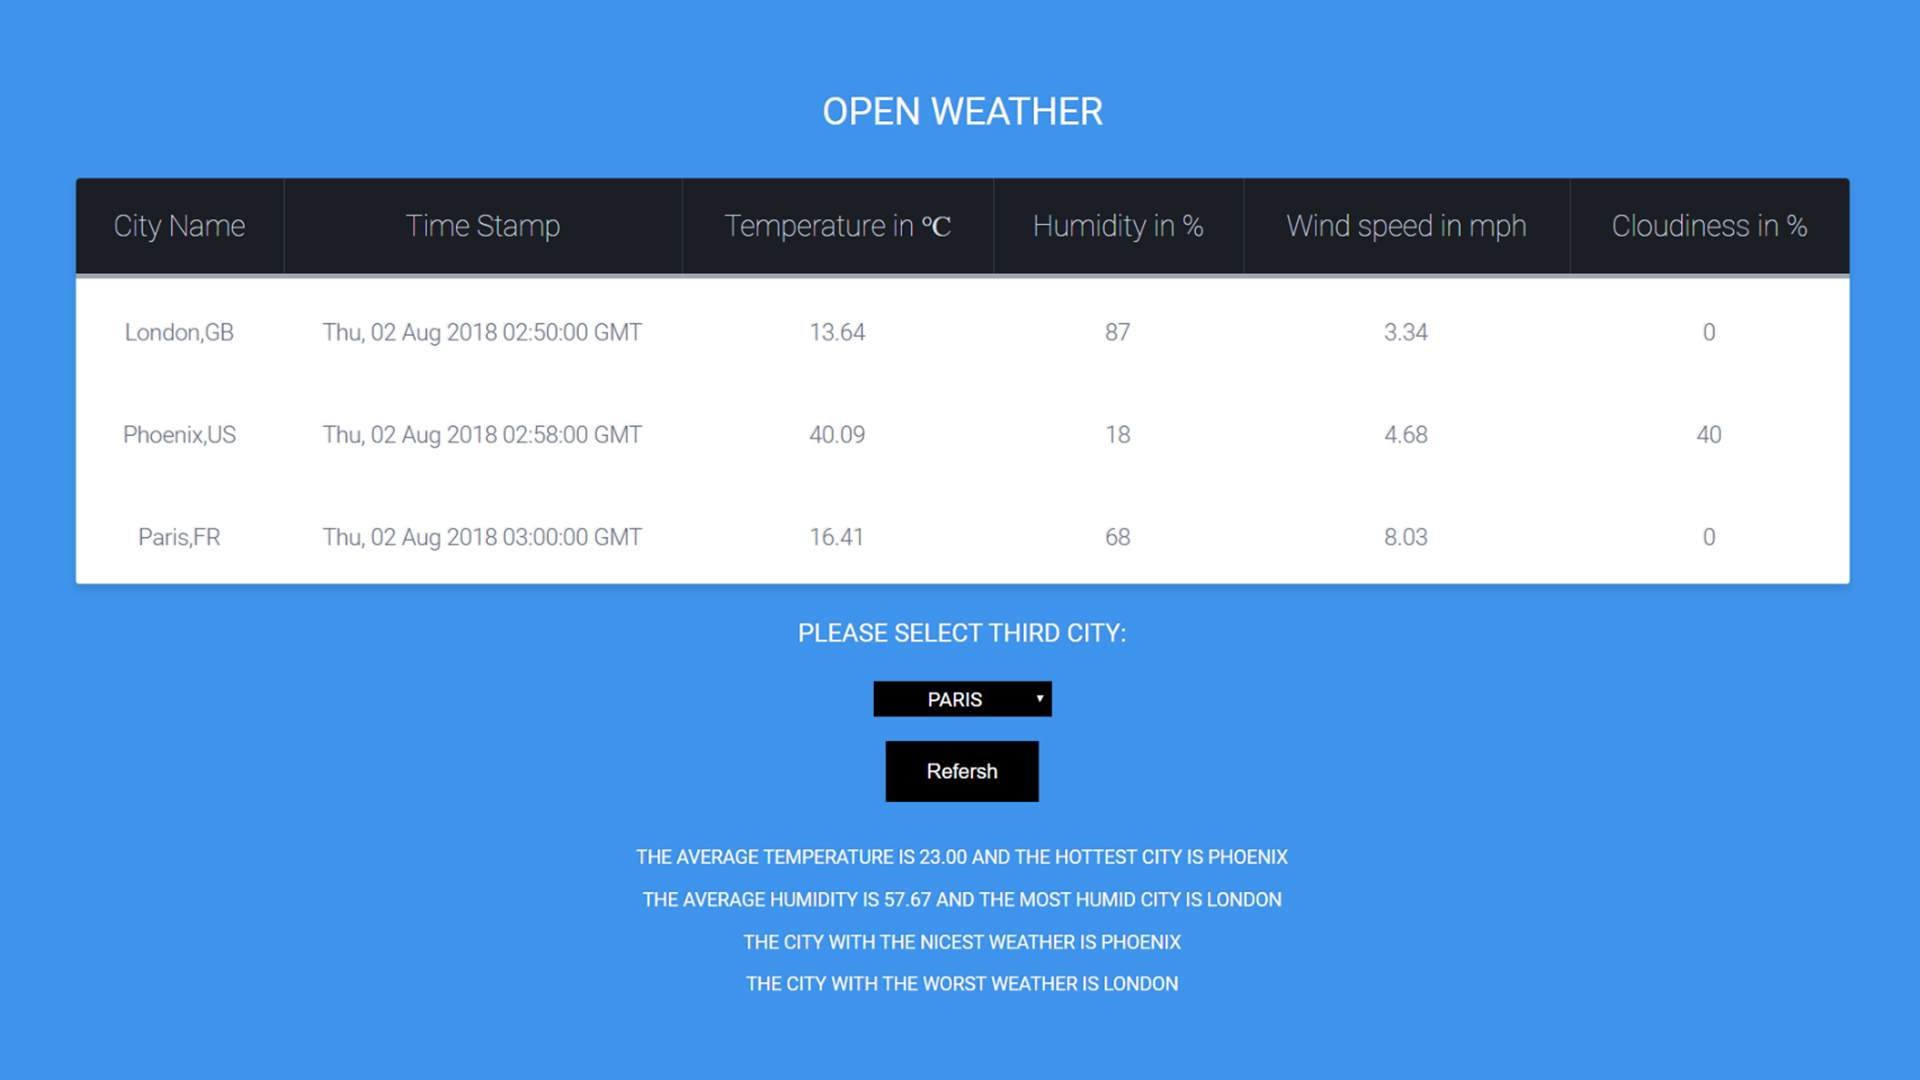 OPEN WEATHER
City Name Time Stamp Temperature in ℃ Humidity in % Wind speed in mph Cloudiness in %
London,GB Thu, 02 Aug 2018 02:50:00 GMT 13.64 87 3.34 0
Phoenix,US Thu, 02 Aug 2018 02:58:00 GMT 40.09 18 4.68 40
Paris,FR Thu, 02 Aug 2018 03:00:00 GMT 16.41 68 8.03 0
PLEASE SELECT THIRD CITY:
PARIS
Refersh
THE AVERAGE TEMPERATURE IS 23.00 AND THE HOTTEST CITY IS PHOENIX
THE AVERAGE HUMIDITY IS 57.67 AND THE MOST HUMID CITY IS LONDON
THE CITY WITH THE NICEST WEATHER IS PHOENIX
THE CITY WITH THE WORST WEATHER IS LONDON